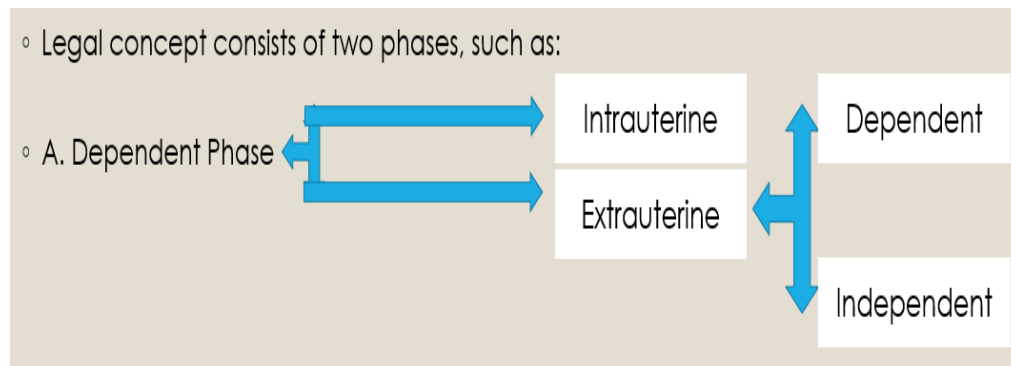 ◦ Legal concept consists of two phases, such as:
Intrauterine
Dependent
◦ A. Dependent Phase
Extrauterine
Independent